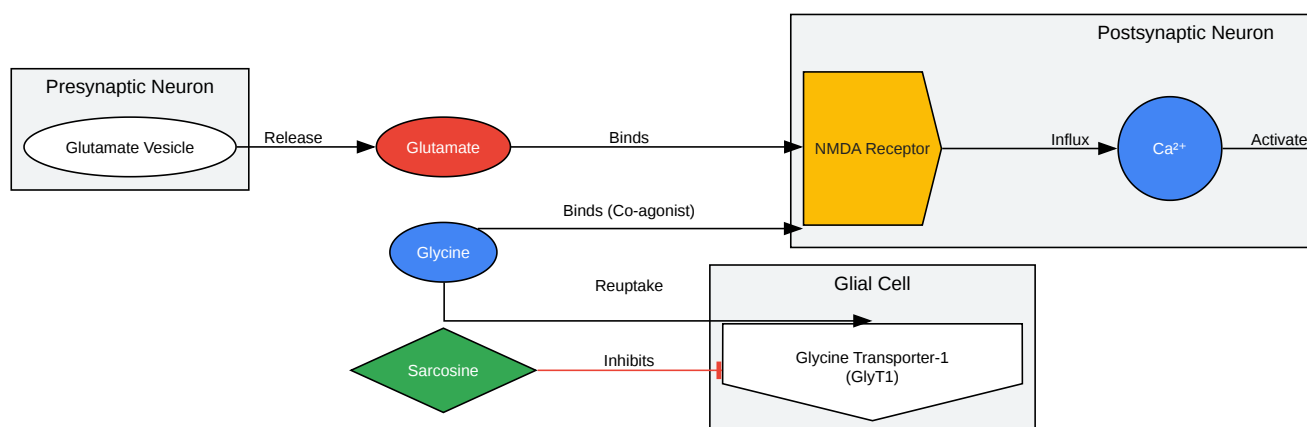 Postsynaptic Neuron
Presynaptic Neuron
Glutamate Vesicle
Release
Glutamate
Binds
NMDA Receptor
Influx
Ca²⁺
Activate
Binds (Co-agonist)
Glycine
Reuptake
Glial Cell
Sarcosine
Inhibits
Glycine Transporter-1
(GlyT1)